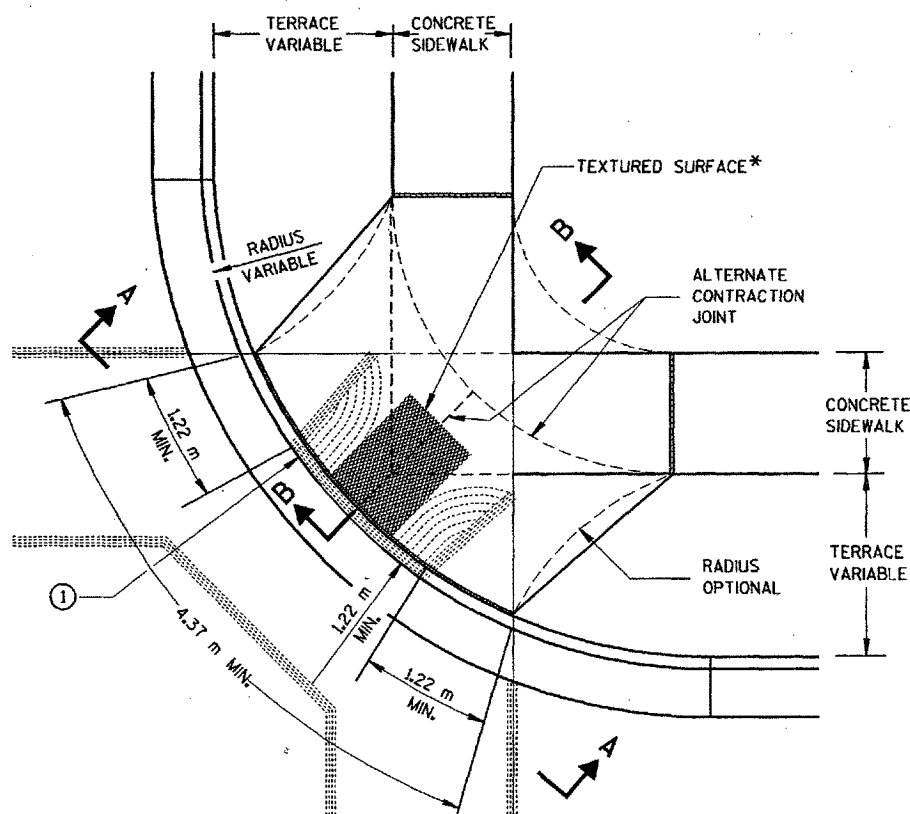 TERRACE
VARIABLE
CONCRETE
SIDEWALK
TEXTURED SURFACE*
B
RADIUS
VARIABLE
A
ALTERNATE
CONTRACTION
JOINT
1.22 m
MIN.
CONCRETE
SIDEWALK
B
RADIUS
OPTIONAL
TERRACE
VARIABLE
1
4.37 m MIN.
1.22 m
MIN.
1.22 m
MIN.
A